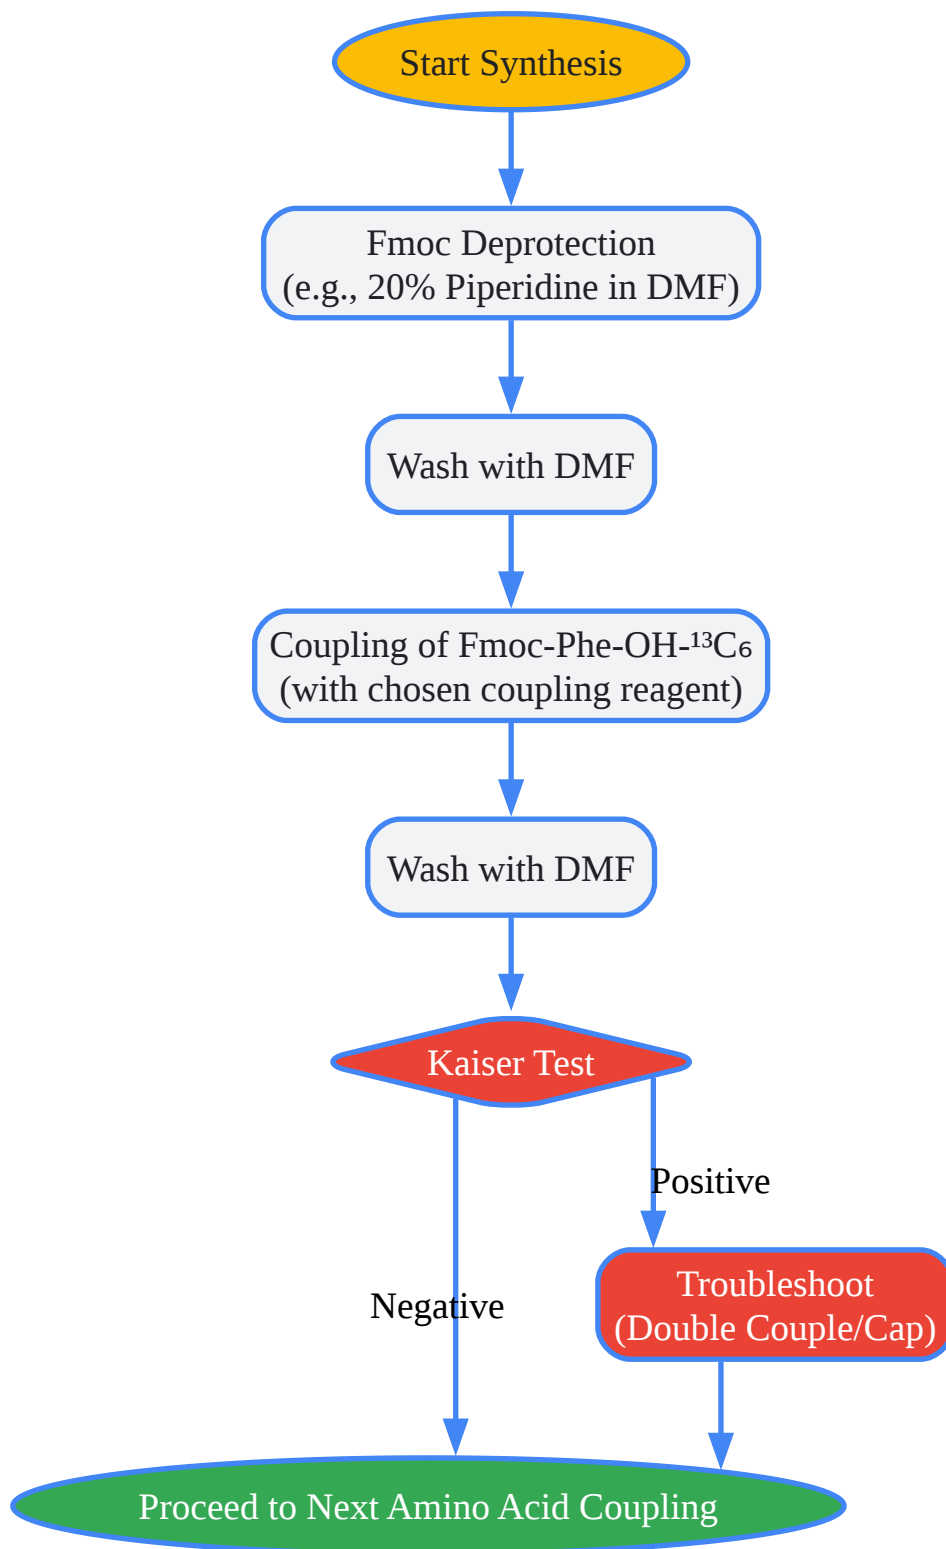 Start Synthesis
Fmoc Deprotection
(e.g., 20% Piperidine in DMF)
Wash with DMF
Coupling of Fmoc-Phe-OH-¹³C₆
(with chosen coupling reagent)
Wash with DMF
Kaiser Test
Positive
Troubleshoot
(Double Couple/Cap)
Negative
Proceed to Next Amino Acid Coupling